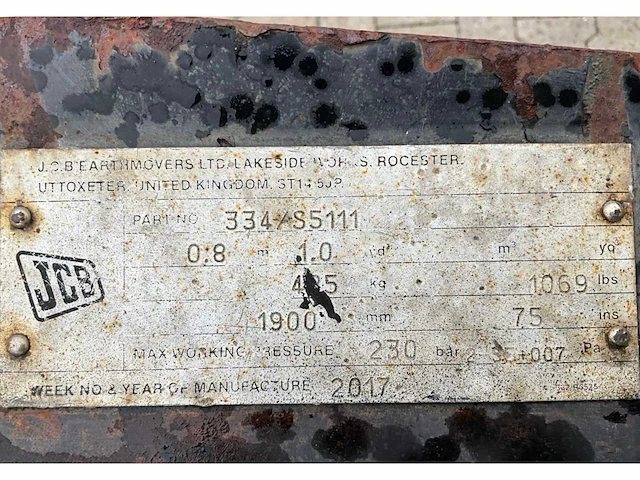 J.C.B EARTHMOVERS LTD, LAKESIDE WORKS, ROCESTER,
UTTOXETER, UNITED KINGDOM, ST14 5JP
PART NO 334/S5111
0.8 m³ 1.0 yd³ m³ yd
JCB
kg 1069 lbs
1900 mm 75 ins
MAX WORKING PRESSURE 230 bar Pa
WEEK NO & YEAR OF MANUFACTURE 2017